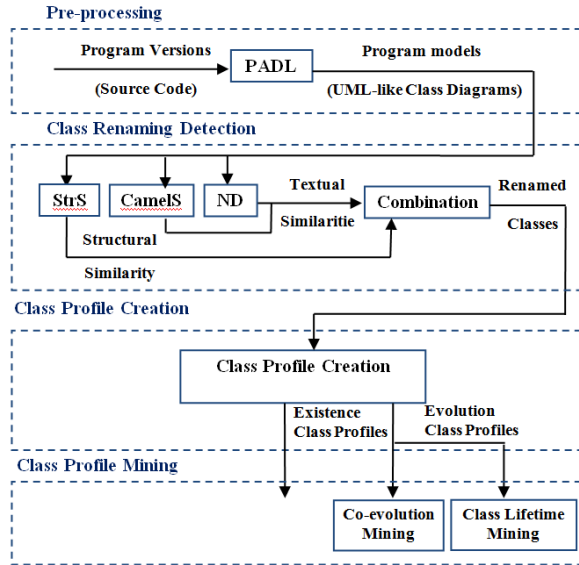 Pre-processing
Program Versions
(Source Code)
PADL
Program models
(UML-like Class Diagrams)
Class Renaming Detection
StrS
CamelS
ND
Textual
Similaritie
Combination
Renamed
Classes
Structural
Similarity
Class Profile Creation
Class Profile Creation
Existence
Class Profiles
Evolution
Class Profiles
Class Profile Mining
Co-evolution
Mining
Class Lifetime
Mining